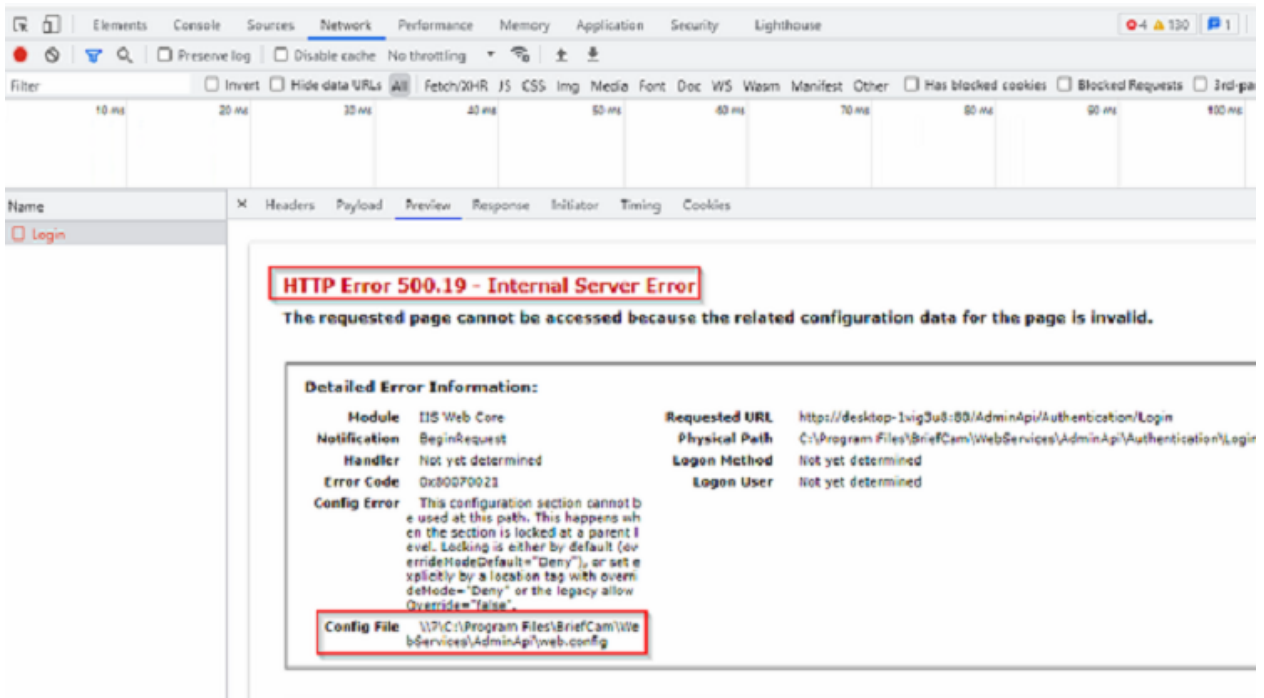 Elements Console Sources Network Performance Memory Application Security Lighthouse 4 130 1
Preserve log Disable cache No throttling
Filter Invert Hide data URLs All Fetch/XHR JS CSS Img Media Font Doc WS Wasm Manifest Other Has blocked cookies Blocked Requests 3rd-pa
10 ms 20 ms 30 ms 40 ms 50 ms 60 ms 70 ms 80 ms 90 ms 100 ms
Name Headers Payload Preview Response Initiator Timing Cookies
Login
HTTP Error 500.19 - Internal Server Error
The requested page cannot be accessed because the related configuration data for the page is invalid.
Detailed Error Information:
Module IIS Web Core
Notification BeginRequest
Handler Not yet determined
Error Code 0x80070021
Config Error This configuration section cannot b
e used at this path. This happens wh
en the section is locked at a parent l
evel. Locking is either by default (ov
errideModeDefault="Deny"), or set e
xplicitly by a location tag with overri
deMode="Deny" or the legacy allow
Override="false".
Config File \\?\C:\Program Files\BriefCam\We
bServices\AdminApi\web.config
Requested URL http://desktop-1vig3u8:80/AdminApi/Authentication/Login
Physical Path C:\Program Files\BriefCam\WebServices\AdminApi\Authentication\Login
Logon Method Not yet determined
Logon User Not yet determined